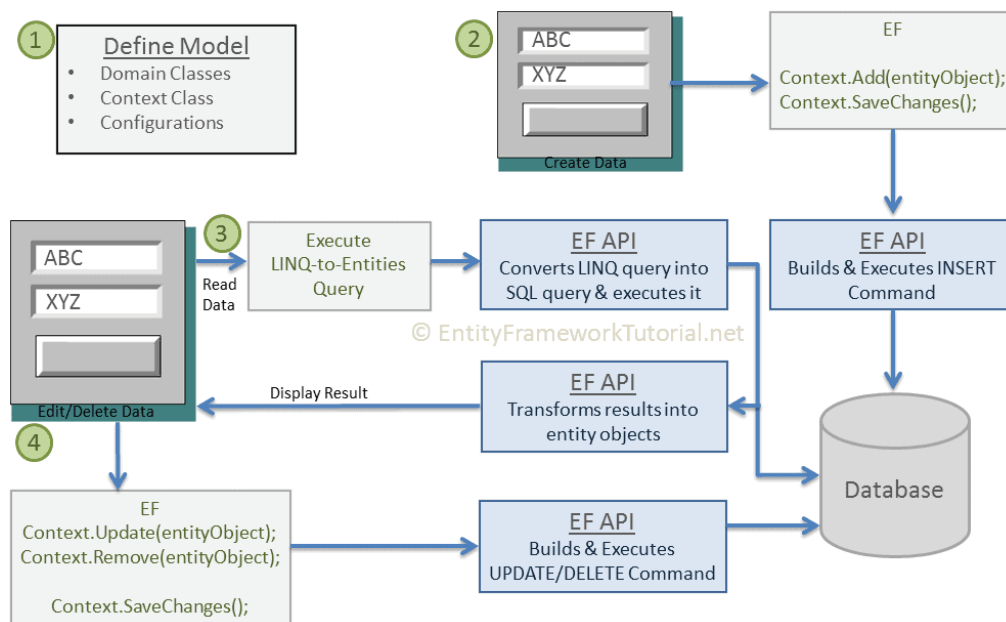 1
Define Model
• Domain Classes
• Context Class
• Configurations
2
ABC
XYZ
Create Data
EF
Context.Add(entityObject);
Context.SaveChanges();
ABC
XYZ
Edit/Delete Data
3
Read
Data
Execute
LINQ-to-Entities
Query
EF API
Converts LINQ query into
SQL query & executes it
EF API
Builds & Executes INSERT
Command
© EntityFrameworkTutorial.net
Display Result
EF API
Transforms results into
entity objects
Database
4
EF
Context.Update(entityObject);
Context.Remove(entityObject);
Context.SaveChanges();
EF API
Builds & Executes
UPDATE/DELETE Command